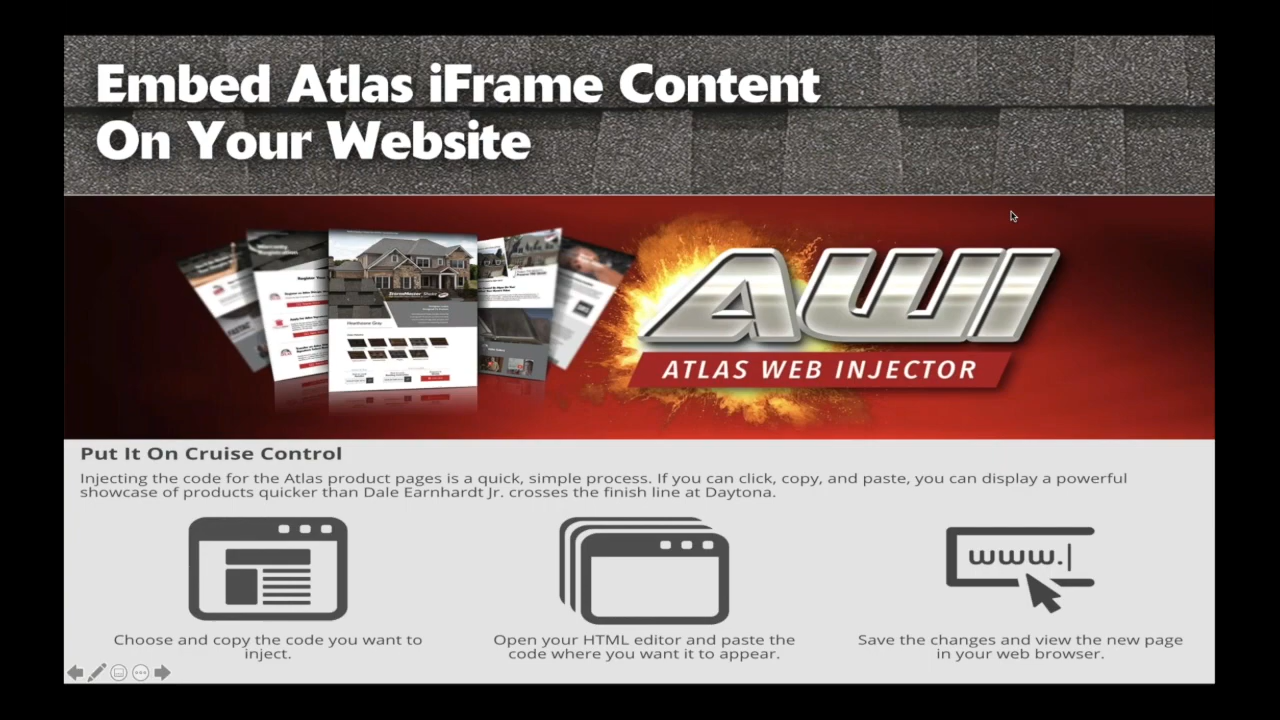 Embed Atlas iFrame Content
On Your Website
AWI
ATLAS WEB INJECTOR
Put It On Cruise Control
Injecting the code for the Atlas product pages is a quick, simple process. If you can click, copy, and paste, you can display a powerful
showcase of products quicker than Dale Earnhardt Jr. crosses the finish line at Daytona.
www.
Choose and copy the code you want to
inject.
Open your HTML editor and paste the
code where you want it to appear.
Save the changes and view the new page
in your web browser.